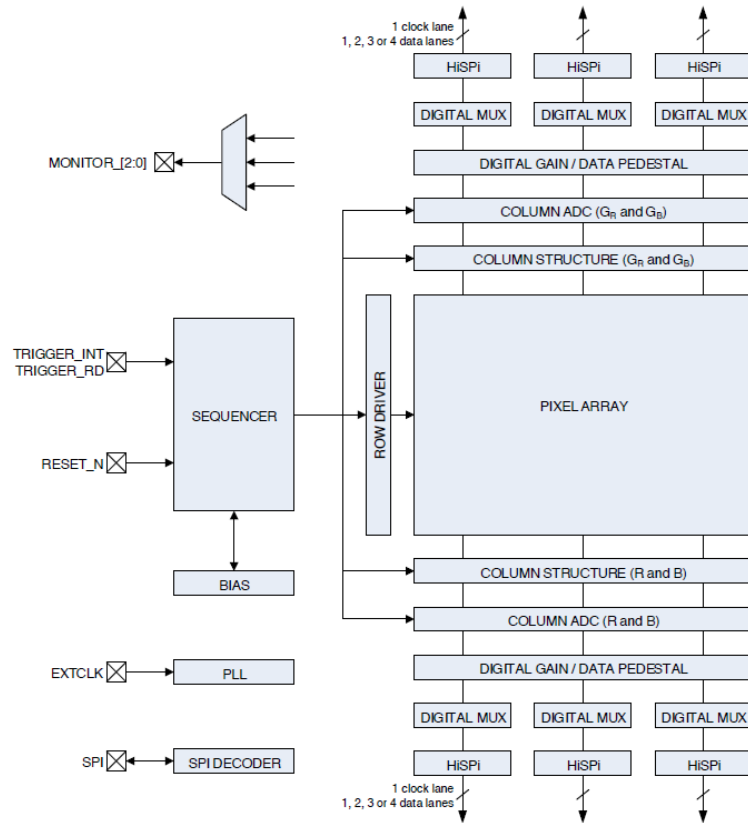 1 clock lane
1, 2, 3 or 4 data lanes
HiSPi HiSPi HiSPi
DIGITAL MUX DIGITAL MUX DIGITAL MUX
MONITOR_[2:0]
DIGITAL GAIN / DATA PEDESTAL
COLUMN ADC (GR and GB)
COLUMN STRUCTURE (GR and GB)
TRIGGER_INT
TRIGGER_RD
SEQUENCER
ROW DRIVER
PIXEL ARRAY
RESET_N
BIAS
COLUMN STRUCTURE (R and B)
COLUMN ADC (R and B)
EXTCLK
PLL
DIGITAL GAIN / DATA PEDESTAL
DIGITAL MUX DIGITAL MUX DIGITAL MUX
SPI
SPI DECODER
HiSPi HiSPi HiSPi
1 clock lane
1, 2, 3 or 4 data lanes